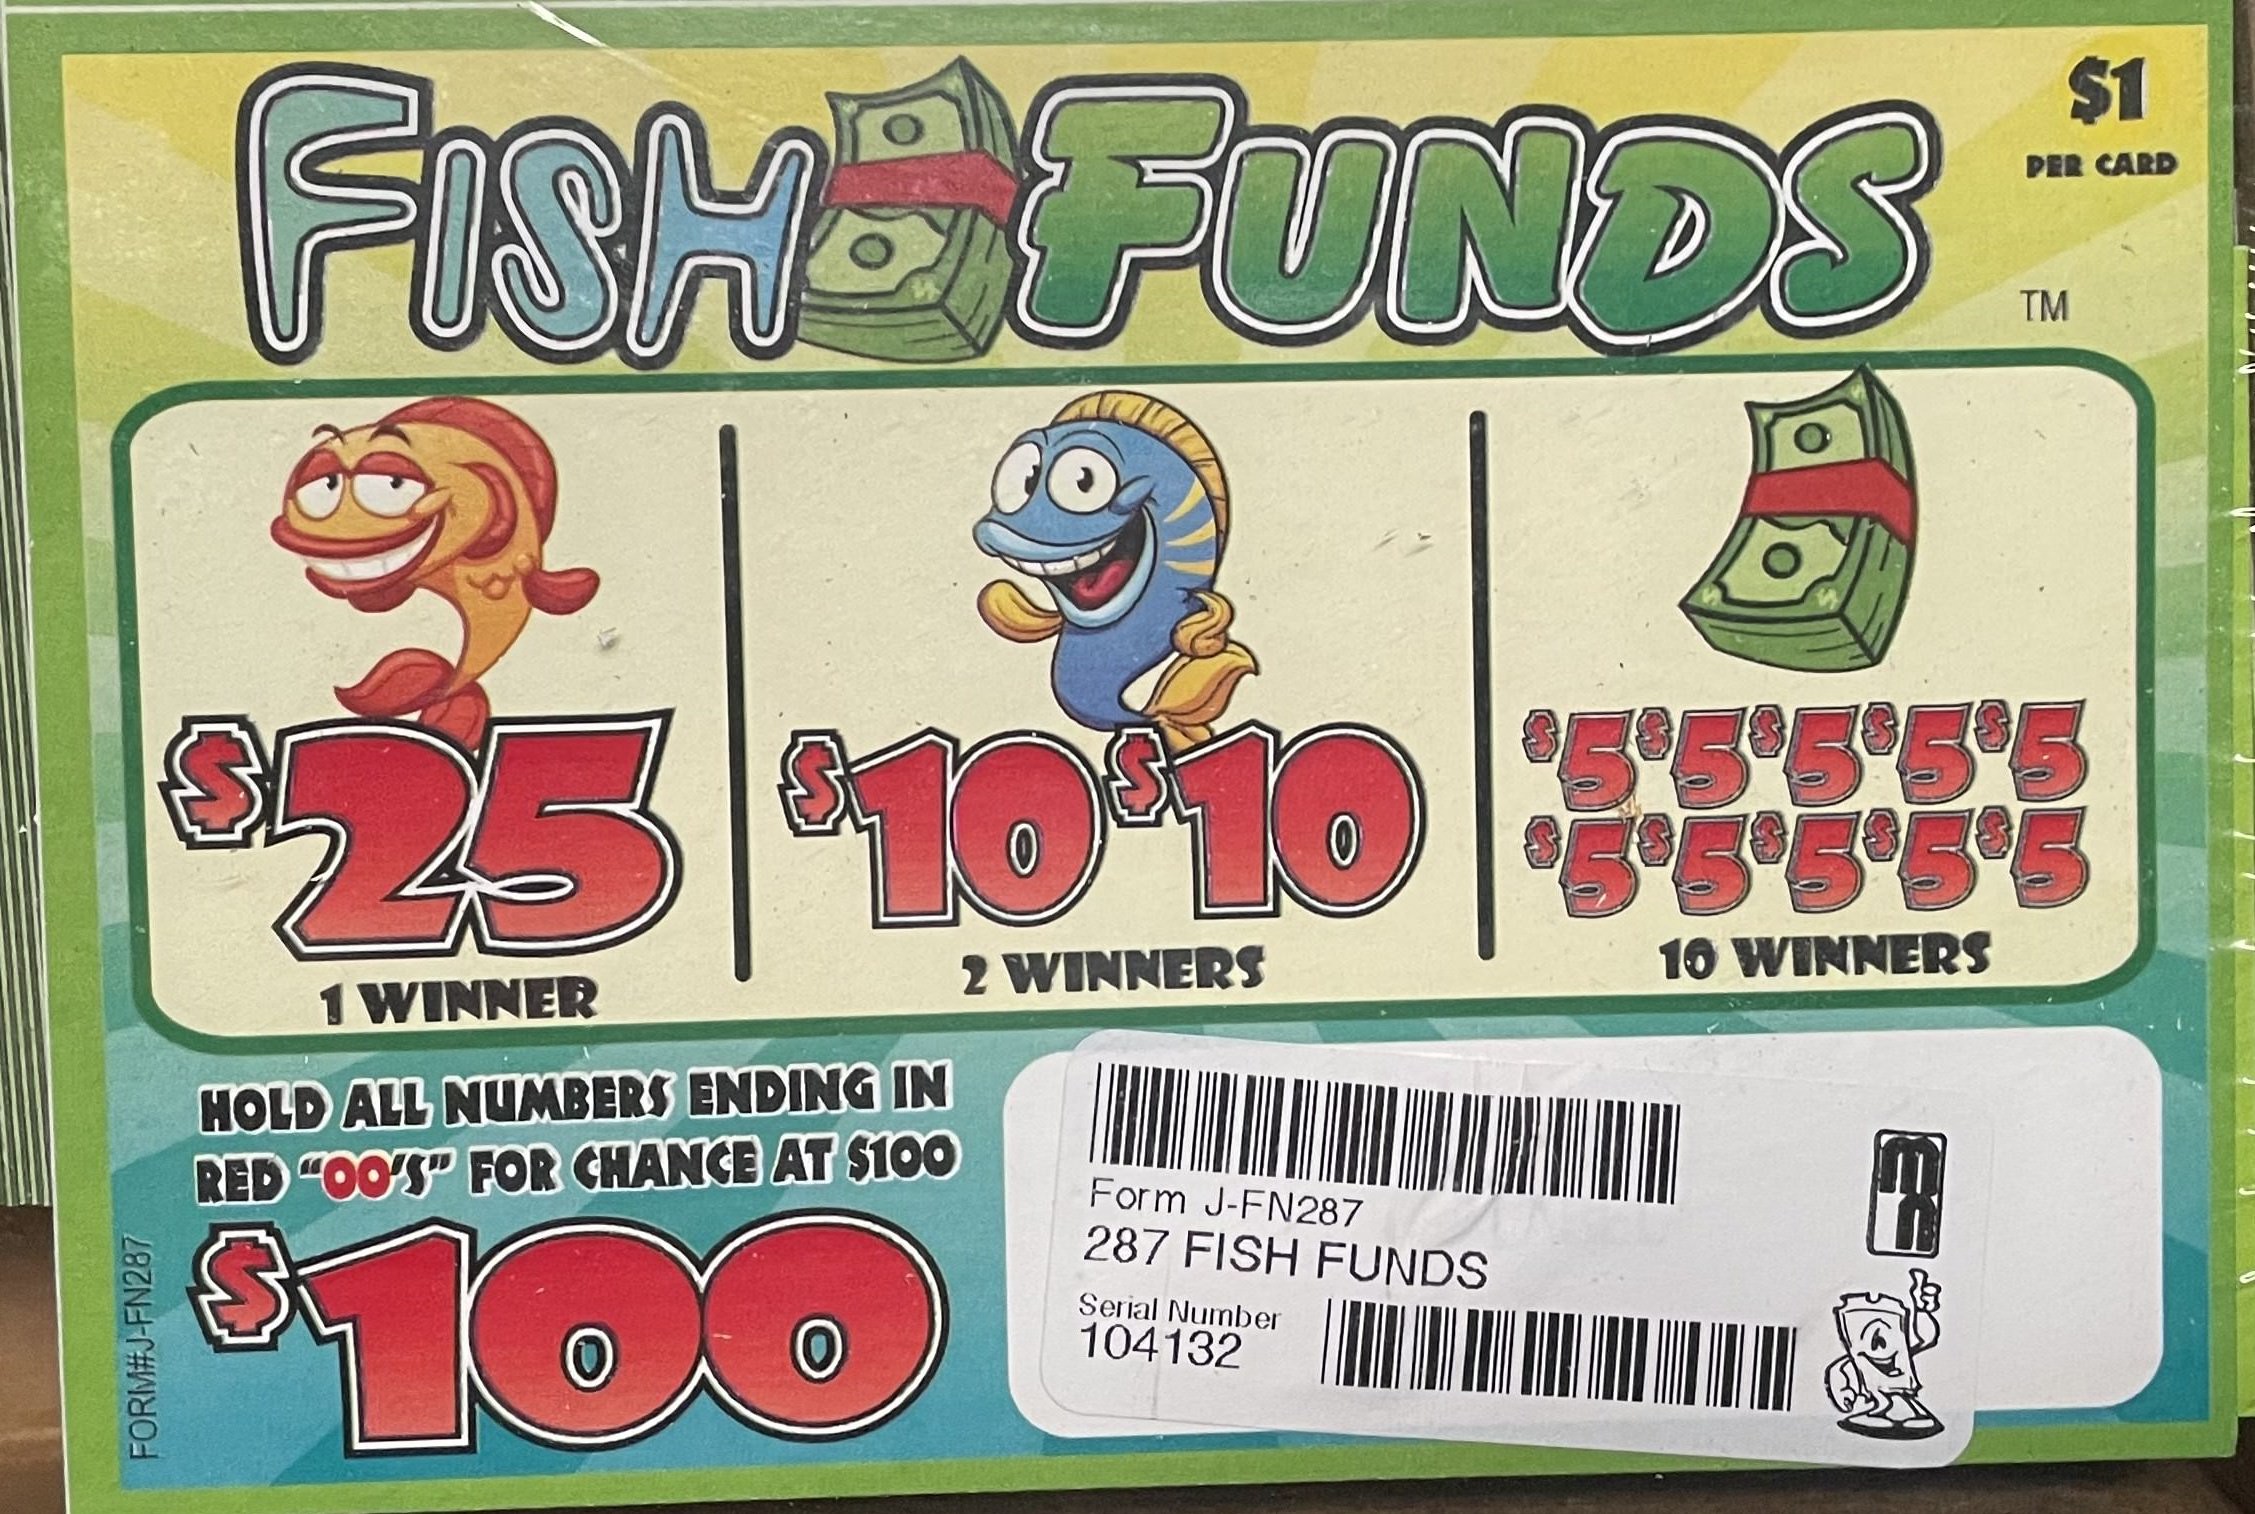 FISH FUNDS
$1
PER CARD
TM
$25
1 WINNER
$10 $10
2 WINNERS
$5 $5 $5 $5 $5
$5 $5 $5 $5 $5
10 WINNERS
HOLD ALL NUMBERS ENDING IN
RED "00'S" FOR CHANCE AT $100
$100
FORM#J-FN287
Form J-FN287
287 FISH FUNDS
Serial Number
104132